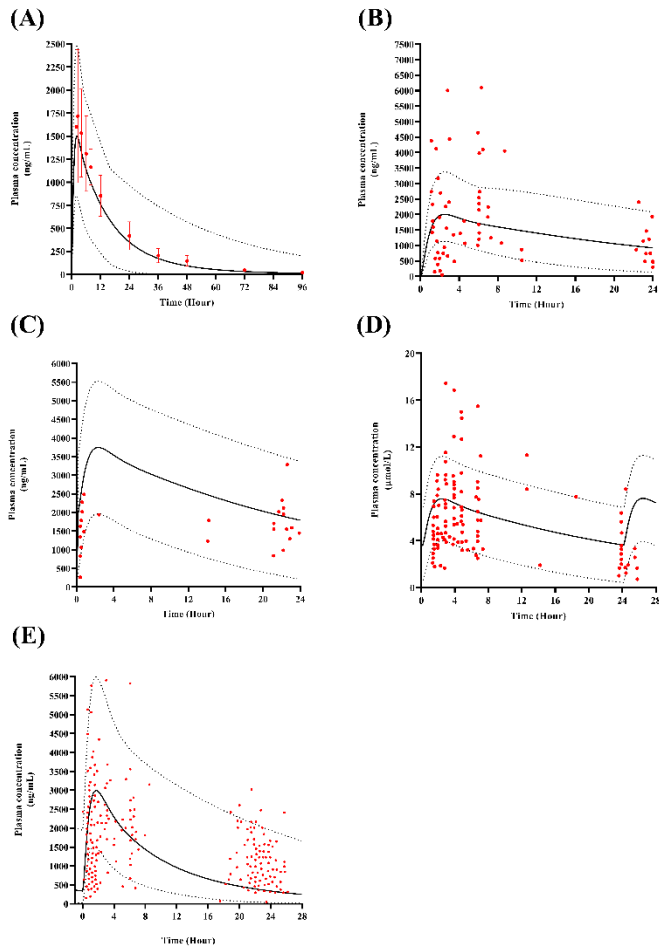 (A)
2500
2250
2000
1750
1500
1250
1000
750
500
250
0
Plasma concentration
(ng/mL)
0 12 24 36 48 60 72 84 96
Time (Hour)
(B)
7500
7000
6500
6000
5500
5000
4500
4000
3500
3000
2500
2000
1500
1000
500
0
Plasma concentration
(ng/mL)
0 4 8 12 16 20 24
Time (Hour)
(C)
6000
5500
5000
4500
4000
3500
3000
2500
2000
1500
1000
500
0
Plasma concentration
(ng/mL)
0 4 8 12 16 20 24
Time (Hour)
(D)
20
16
12
8
4
0
Plasma concentration
(μmol/L)
0 4 8 12 16 20 24 28
Time (Hour)
(E)
6000
5500
5000
4500
4000
3500
3000
2500
2000
1500
1000
500
0
Plasma concentration
(ng/mL)
0 4 8 12 16 20 24 28
Time (Hour)